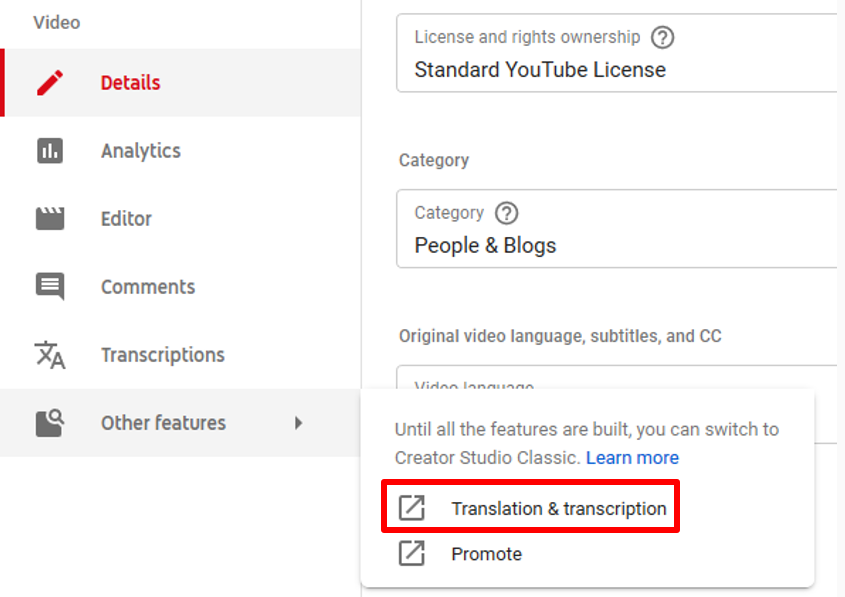 Video
Details
Analytics
Editor
Comments
Transcriptions
Other features
License and rights ownership
Standard YouTube License
Category
Category
People & Blogs
Original video language, subtitles, and CC
Video language
Until all the features are built, you can switch to
Creator Studio Classic. Learn more
Translation & transcription
Promote